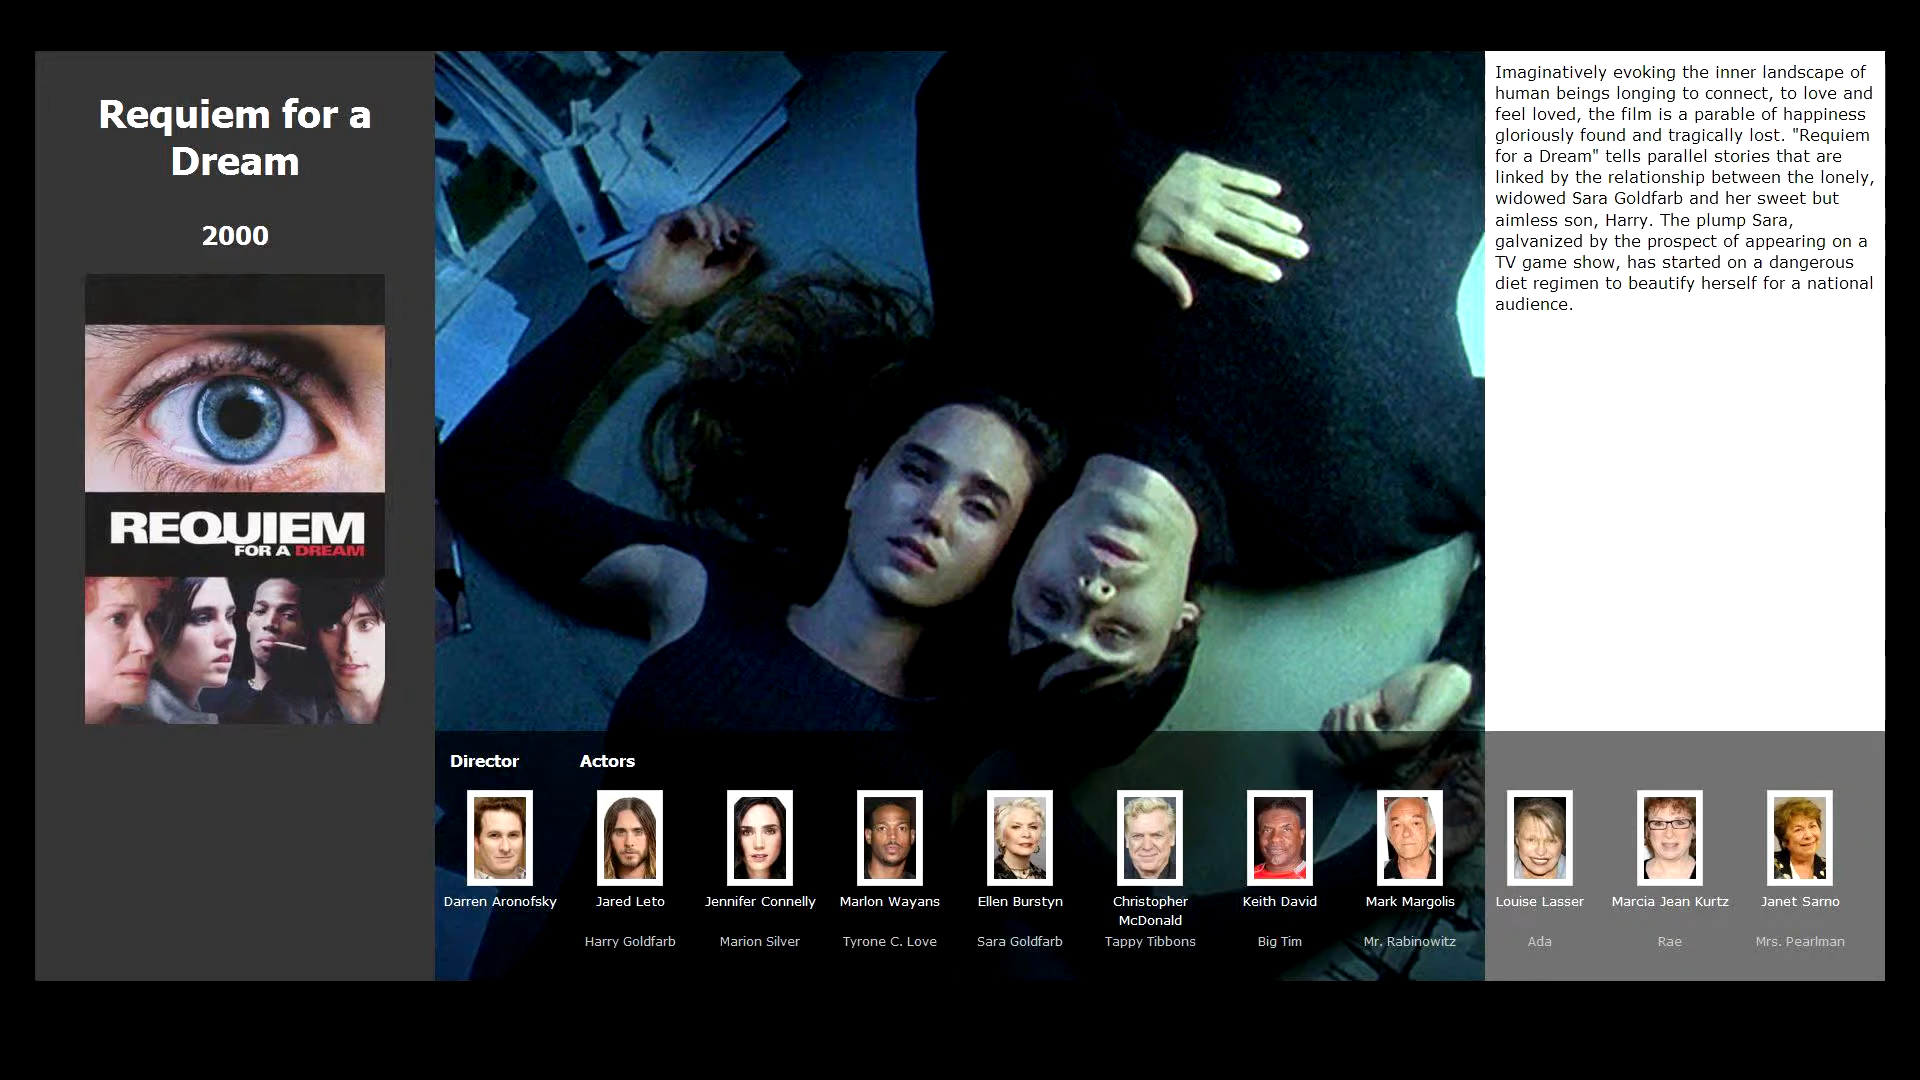 Requiem for a
Dream
2000
REQUIEM
FOR A DREAM
Imaginatively evoking the inner landscape of
human beings longing to connect, to love and
feel loved, the film is a parable of happiness
gloriously found and tragically lost. "Requiem
for a Dream" tells parallel stories that are
linked by the relationship between the lonely,
widowed Sara Goldfarb and her sweet but
aimless son, Harry. The plump Sara,
galvanized by the prospect of appearing on a
TV game show, has started on a dangerous
diet regimen to beautify herself for a national
audience.
Director
Actors
Darren Aronofsky
Jared Leto
Harry Goldfarb
Jennifer Connelly
Marion Silver
Marlon Wayans
Tyrone C. Love
Ellen Burstyn
Sara Goldfarb
Christopher
McDonald
Tappy Tibbons
Keith David
Big Tim
Mark Margolis
Mr. Rabinowitz
Louise Lasser
Ada
Marcia Jean Kurtz
Rae
Janet Sarno
Mrs. Pearlman